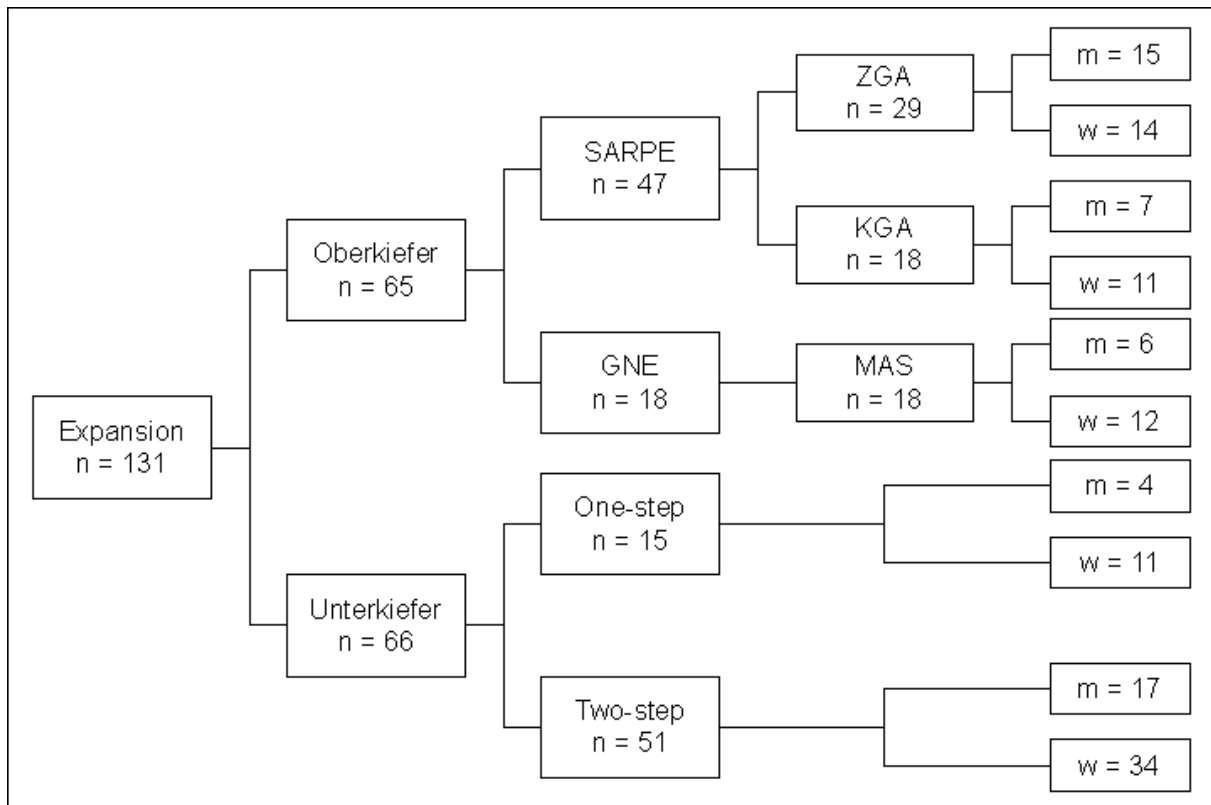 Expansion
n = 131
Oberkiefer
n = 65
Unterkiefer
n = 66
SARPE
n = 47
GNE
n = 18
One-step
n = 15
Two-step
n = 51
ZGA
n = 29
KGA
n = 18
MAS
n = 18
m = 15
w = 14
m = 7
w = 11
m = 6
w = 12
m = 4
w = 11
m = 17
w = 34